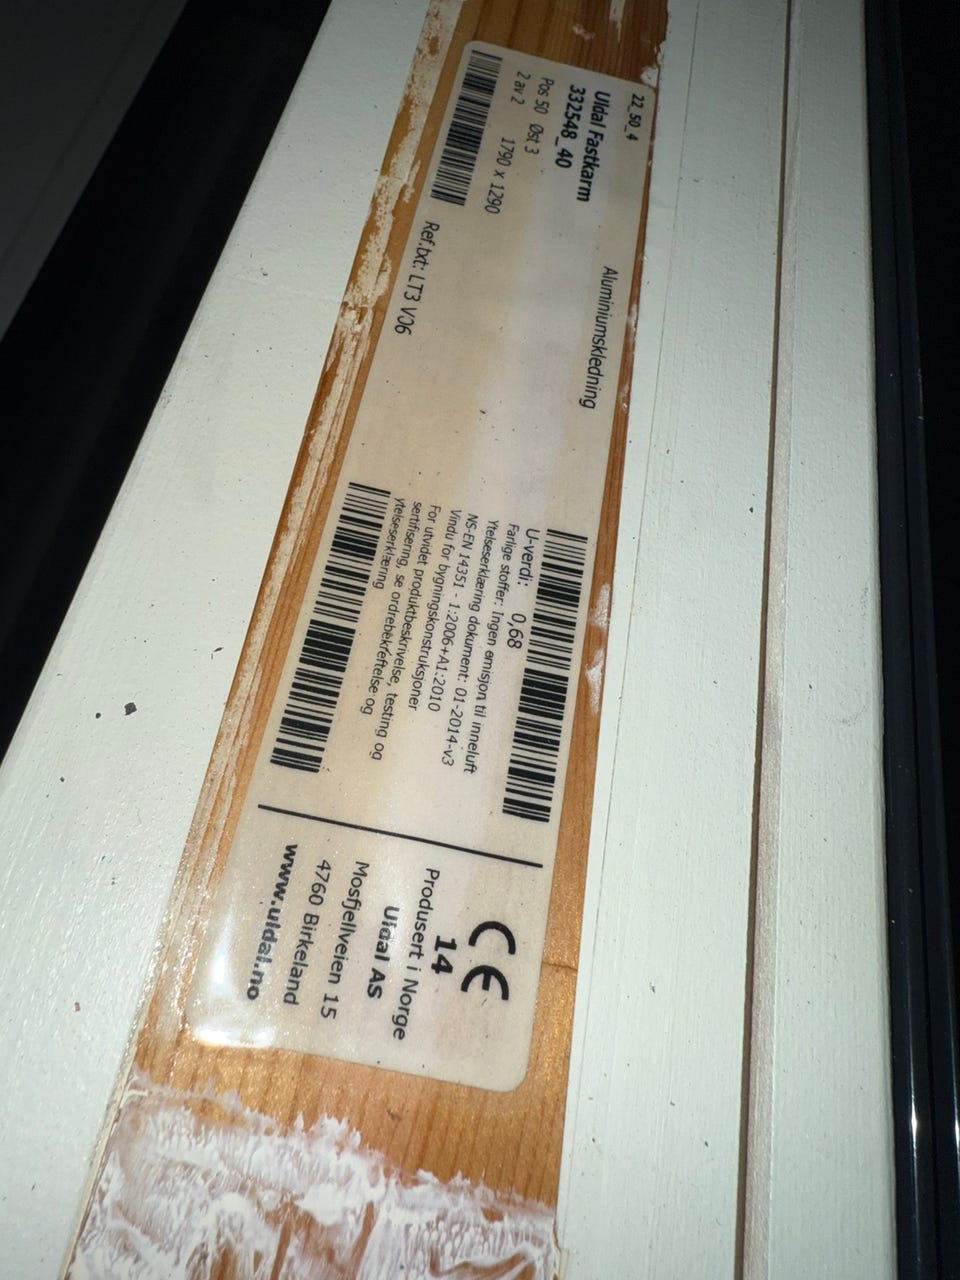 22_50_4
Aluminiumskledning
Uldal Fastkarm
332548_40
Pos 50 Øst 3
2 av 2 1790 x 1290
Ref.txt: LT3 V06
U-verdi: 0,68
Farlige stoffer: Ingen emisjon til inneluft
Ytelseserklæring dokument: 01-2014-v3
NS-EN 14351 - 1:2006+A1:2010
Vindu for bygningskonstruksjoner
For utvidet produktbeskrivelse, testing og
sertifisering, se ordrebekreftelse og
ytelseserklæring
CE
14
Produsert i Norge
Uldal AS
Mosfjellveien 15
4760 Birkeland
www.uldal.no